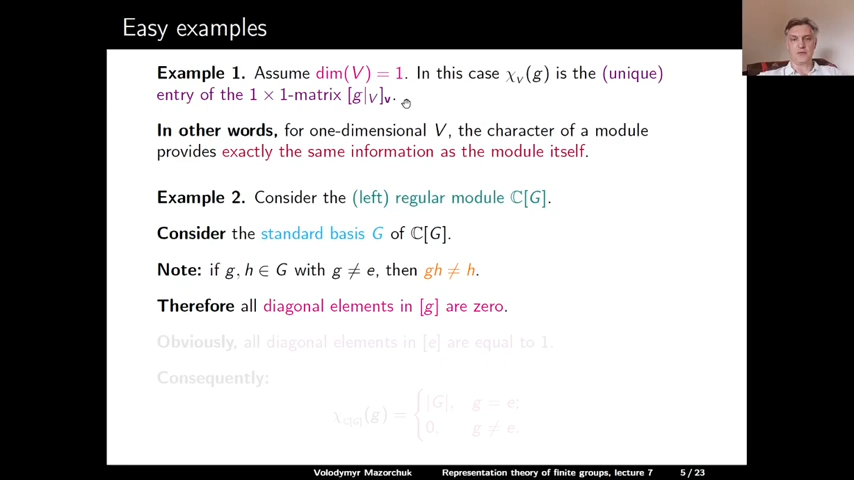 Easy examples
Example 1. Assume dim(V) = 1. In this case χ_V(g) is the (unique)
entry of the 1 × 1-matrix [g|_V]_v.
In other words, for one-dimensional V, the character of a module
provides exactly the same information as the module itself.
Example 2. Consider the (left) regular module ℂ[G].
Consider the standard basis G of ℂ[G].
Note: if g, h ∈ G with g ≠ e, then gh ≠ h.
Therefore all diagonal elements in [g] are zero.
Obviously, all diagonal elements in [e] are equal to 1.
Consequently:
χ_ℂ[G](g) = { |G|, g = e;
0, g ≠ e.
Volodymyr Mazorchuk Representation theory of finite groups, lecture 7 5 / 23